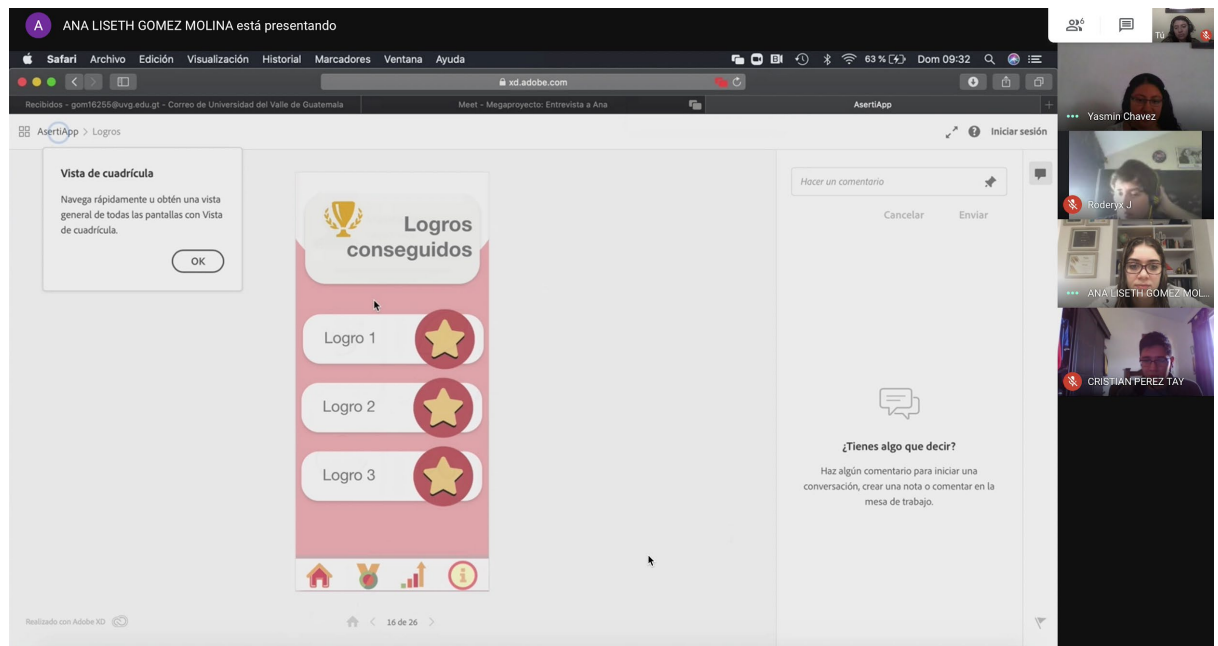 A ANA LISETH GOMEZ MOLINA está presentando
6
Tú
Safari Archivo Edición Visualización Historial Marcadores Ventana Ayuda
63 % Dom 09:32
xd.adobe.com
Recibidos - gom16255@uvg.edu.gt - Correo de Universidad del Valle de Guatemala
Meet - Megaproyecto: Entrevista a Ana
AsertiApp
AsertiApp > Logros
Iniciar sesión
Vista de cuadrícula
Navega rápidamente u obtén una vista
general de todas las pantallas con Vista
de cuadrícula.
OK
Logros
conseguidos
Logro 1
Logro 2
Logro 3
i
Realizado con Adobe XD
16 de 26
Hacer un comentario
Cancelar Enviar
¿Tienes algo que decir?
Haz algún comentario para iniciar una
conversación, crear una nota o comentar en la
mesa de trabajo.
Yasmin Chavez
Roderyx J
ANA LISETH GOMEZ MOL...
CRISTIAN PEREZ TAY